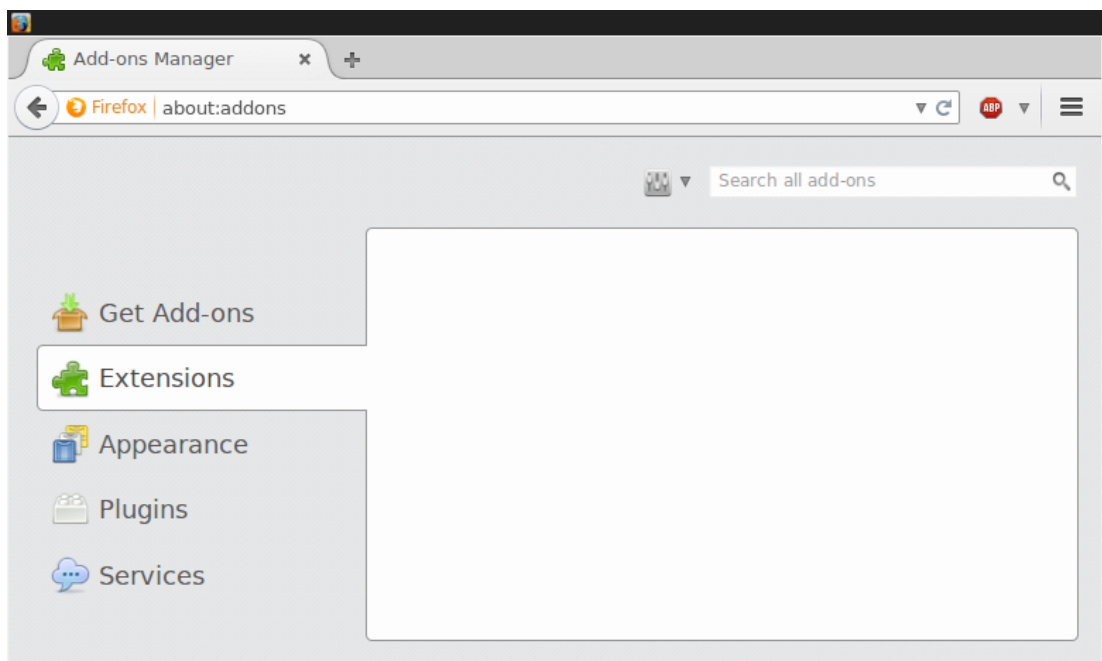 Add-ons Manager
Firefox about:addons
ABP
Search all add-ons
Get Add-ons
Extensions
Appearance
Plugins
Services